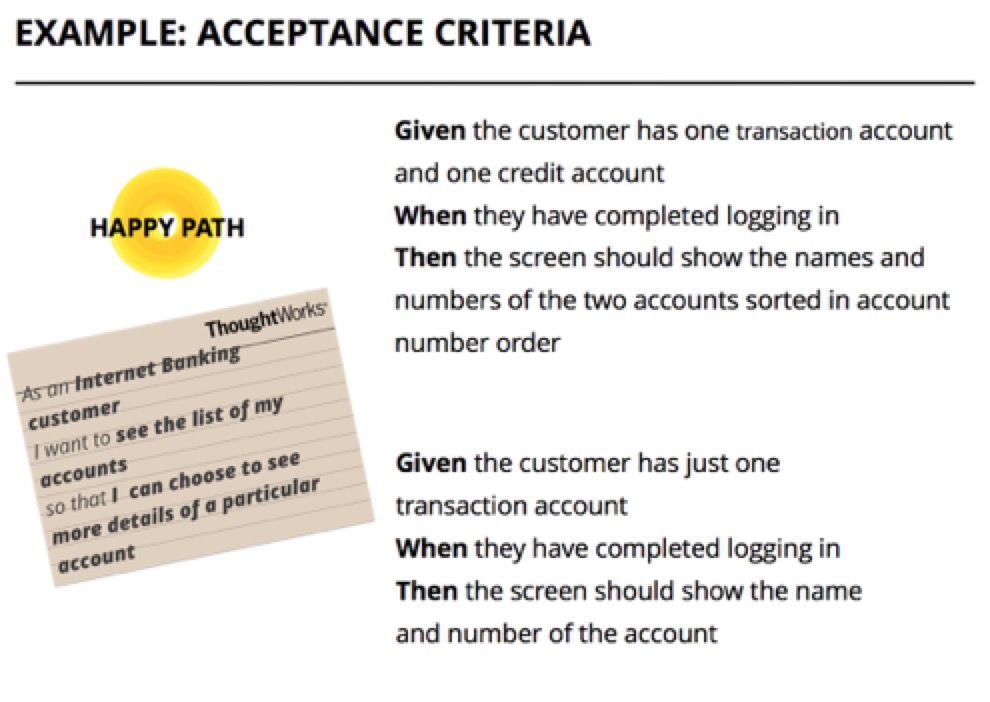 EXAMPLE: ACCEPTANCE CRITERIA
HAPPY PATH
ThoughtWorks®
As an Internet Banking
customer
I want to see the list of my
accounts
so that I can choose to see
more details of a particular
account
Given the customer has one transaction account
and one credit account
When they have completed logging in
Then the screen should show the names and
numbers of the two accounts sorted in account
number order
Given the customer has just one
transaction account
When they have completed logging in
Then the screen should show the name
and number of the account